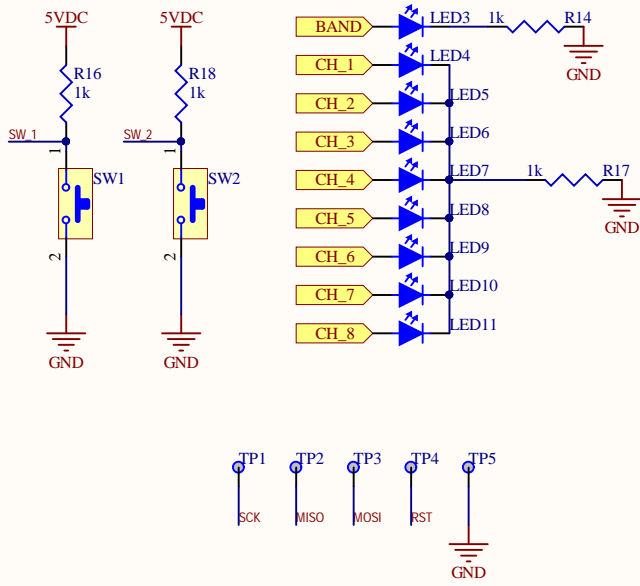 5VDC
R16
1k
SW_1
1
SW1
2
GND
5VDC
R18
1k
SW_2
1
SW2
2
GND
BAND
LED3
1k
R14
GND
CH_1
LED4
CH_2
LED5
CH_3
LED6
CH_4
LED7
1k
R17
GND
CH_5
LED8
CH_6
LED9
CH_7
LED10
CH_8
LED11
TP1
SCK
TP2
MISO
TP3
MOSI
TP4
RST
TP5
GND